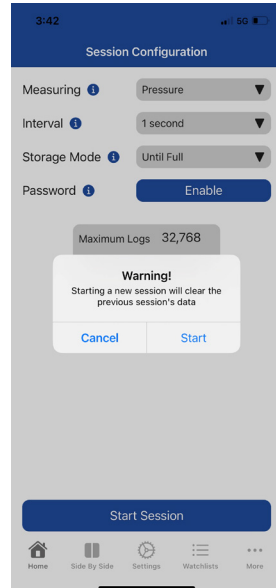 3:42 5G
Session Configuration
Measuring Pressure
Interval 1 second
Storage Mode Until Full
Password Enable
Maximum Logs 32,768
Warning!
Starting a new session will clear the
previous session's data
Cancel Start
Start Session
Home Side By Side Settings Watchlists More